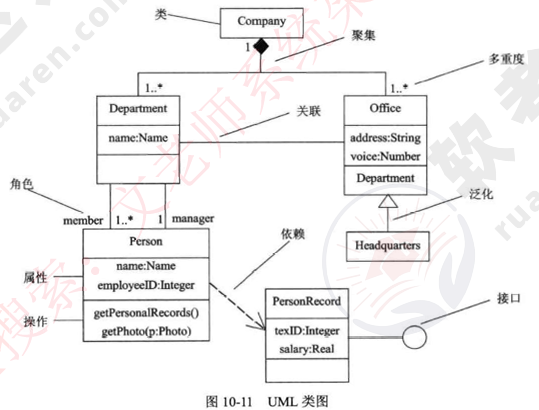 类
Company
1
聚集
多重度
1..*
1..*
Department
name:Name
关联
Office
address:String
voice:Number
Department
角色
member
1..*
1
manager
泛化
Headquarters
Person
依赖
属性
name:Name
employeeID:Integer
操作
getPersonalRecords()
getPhoto(p:Photo)
PersonRecord
texID:Integer
salary:Real
接口
图 10-11 UML 类图